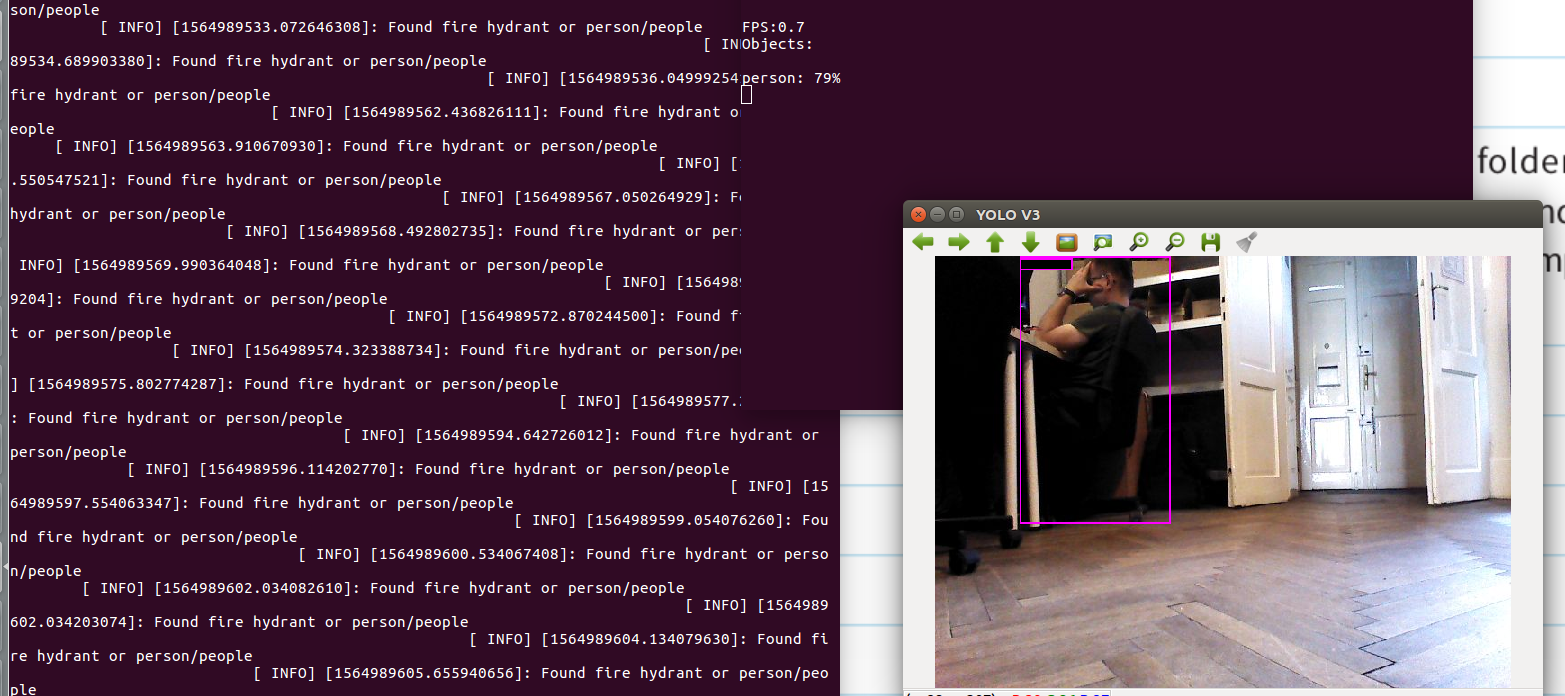 son/people
[ INFO] [1564989533.072646308]: Found fire hydrant or person/people
[ IN
89534.689903380]: Found fire hydrant or person/people
[ INFO] [1564989536.04999254
fire hydrant or person/people
[ INFO] [1564989562.436826111]: Found fire hydrant o
eople
[ INFO] [1564989563.910670930]: Found fire hydrant or person/people
[ INFO] [
.550547521]: Found fire hydrant or person/people
[ INFO] [1564989567.050264929]: F
hydrant or person/people
[ INFO] [1564989568.492802735]: Found fire hydrant or per
INFO] [1564989569.990364048]: Found fire hydrant or person/people
[ INFO] [156498
9204]: Found fire hydrant or person/people
[ INFO] [1564989572.870244500]: Found f
t or person/people
[ INFO] [1564989574.323388734]: Found fire hydrant or person/pe
] [1564989575.802774287]: Found fire hydrant or person/people
[ INFO] [1564989577.
: Found fire hydrant or person/people
[ INFO] [1564989594.642726012]: Found fire hydrant or
person/people
[ INFO] [1564989596.114202770]: Found fire hydrant or person/people
[ INFO] [15
64989597.554063347]: Found fire hydrant or person/people
[ INFO] [1564989599.054076260]: Fou
nd fire hydrant or person/people
[ INFO] [1564989600.534067408]: Found fire hydrant or perso
n/people
[ INFO] [1564989602.034082610]: Found fire hydrant or person/people
[ INFO] [1564989
602.034203074]: Found fire hydrant or person/people
[ INFO] [1564989604.134079630]: Found fi
re hydrant or person/people
[ INFO] [1564989605.655940656]: Found fire hydrant or person/peo
ple
FPS:0.7
Objects:
person: 79%
YOLO V3
folder